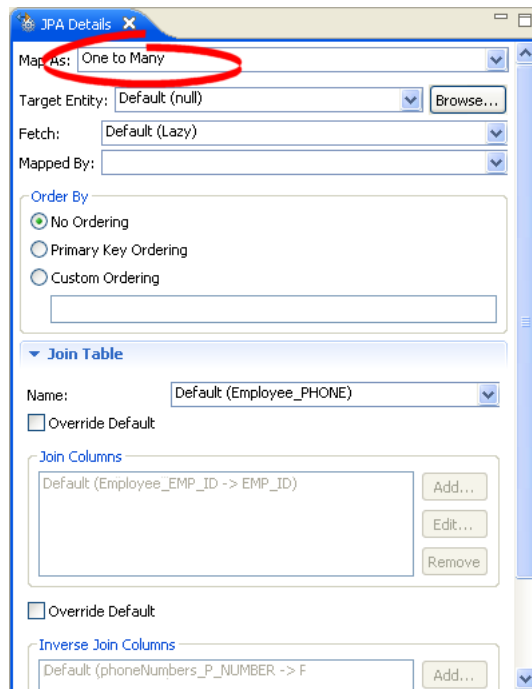 JPA Details
Map As: One to Many
Target Entity: Default (null) Browse...
Fetch: Default (Lazy)
Mapped By:
Order By
No Ordering
Primary Key Ordering
Custom Ordering
Join Table
Name: Default (Employee_PHONE)
Override Default
Join Columns
Default (Employee_EMP_ID -> EMP_ID) Add...
Edit...
Remove
Override Default
Inverse Join Columns
Default (phoneNumbers_P_NUMBER -> Add...